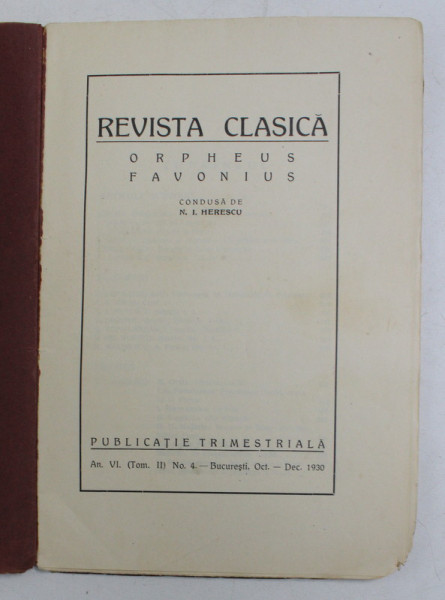 REVISTA CLASICĂ
ORPHEUS
FAVONIUS
CONDUSĂ DE
N. I. HERESCU
PUBLICAȚIE TRIMESTRIALĂ
An. VI. (Tom. II) No. 4. — București, Oct. — Dec. 1930